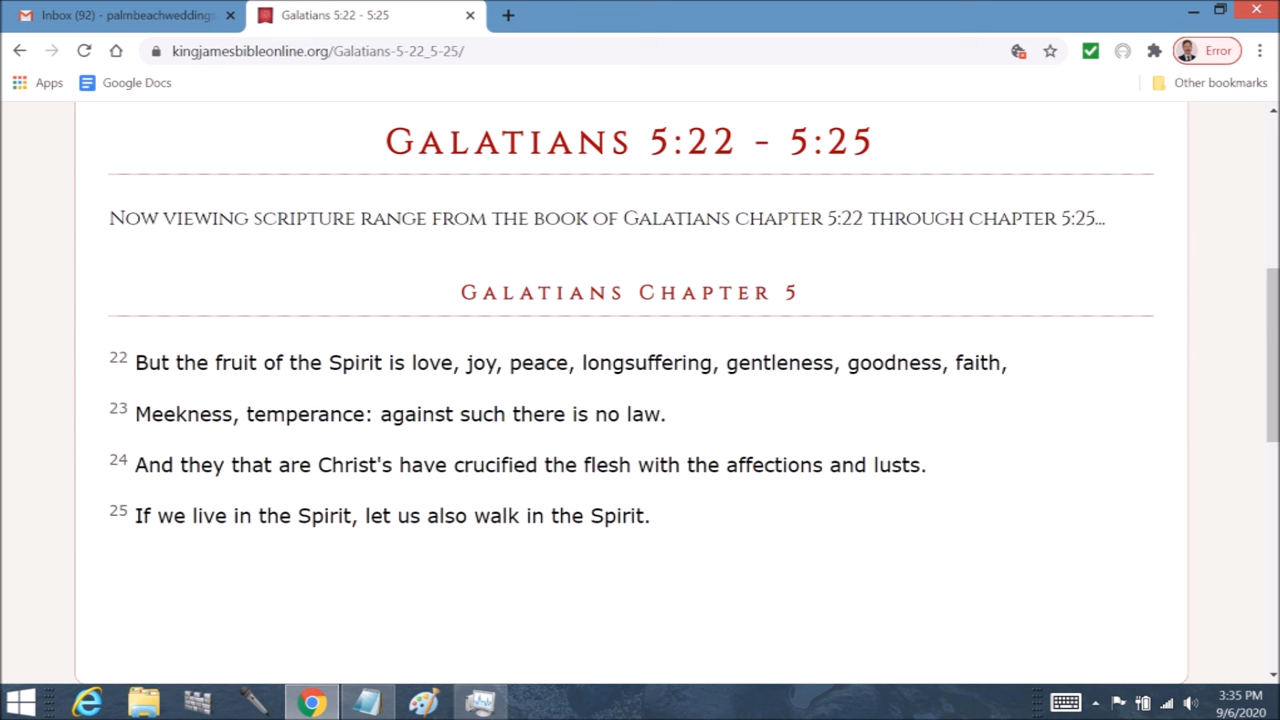 Inbox (92) - palmbeachwedding
Galatians 5:22 - 5:25
kingjamesbibleonline.org/Galatians-5-22_5-25/
Error
Apps
Google Docs
Other bookmarks
Galatians 5:22 - 5:25
Now viewing scripture range from the book of Galatians chapter 5:22 through chapter 5:25...
Galatians Chapter 5
22 But the fruit of the Spirit is love, joy, peace, longsuffering, gentleness, goodness, faith,
23 Meekness, temperance: against such there is no law.
24 And they that are Christ's have crucified the flesh with the affections and lusts.
25 If we live in the Spirit, let us also walk in the Spirit.
3:35 PM
9/6/2020